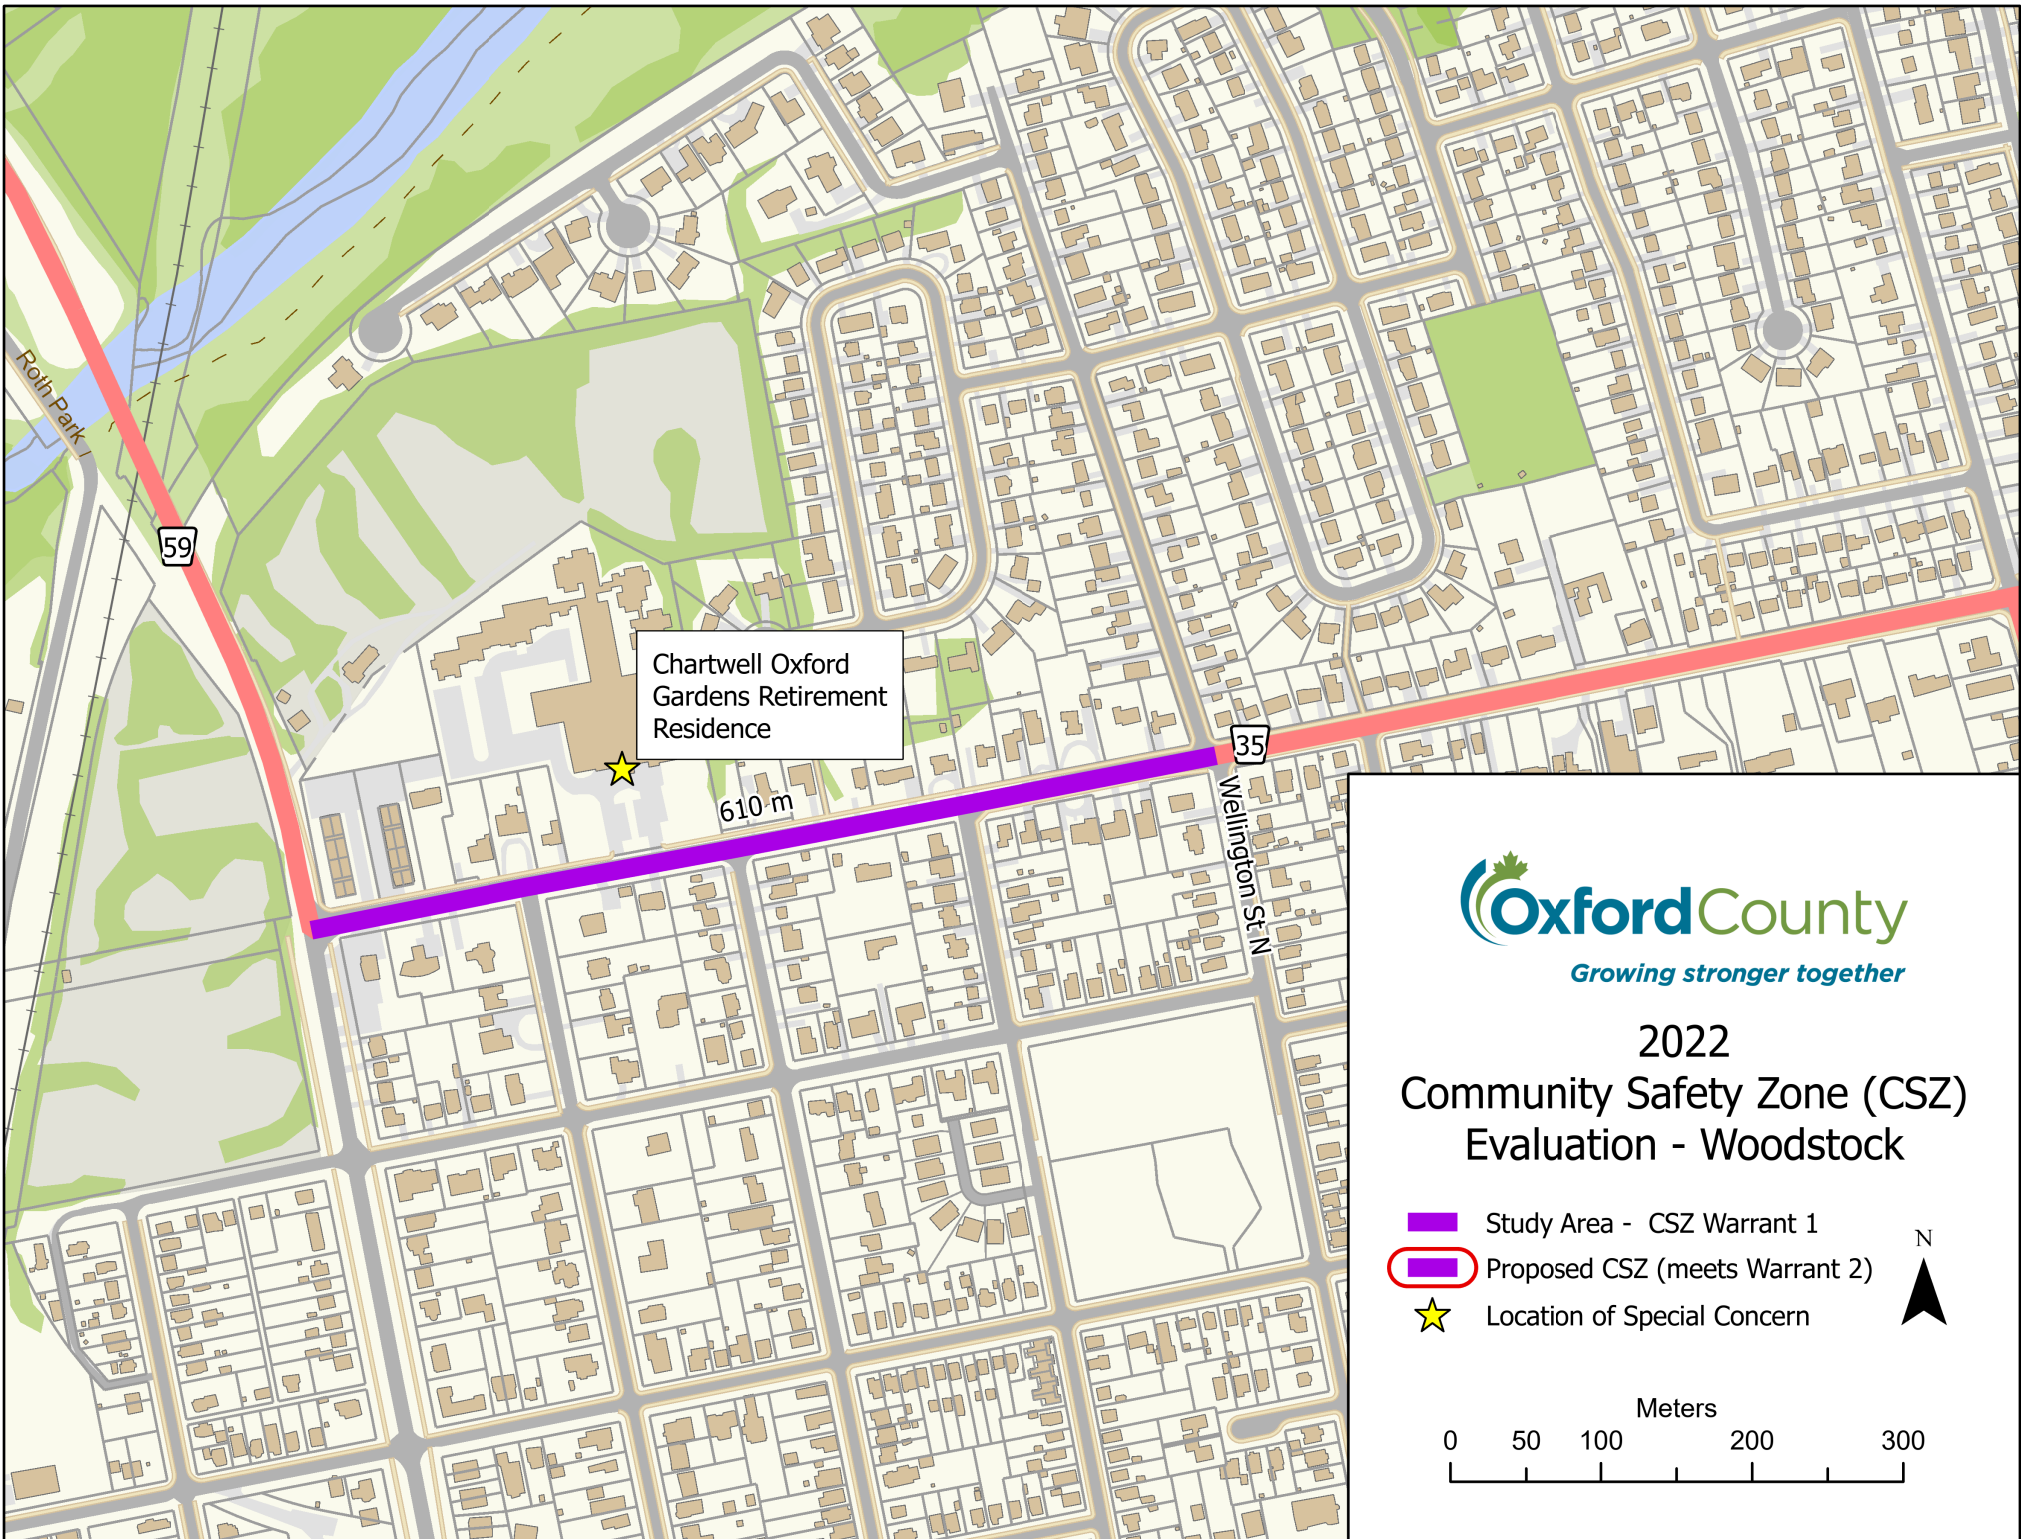 Roth Park
59
Chartwell Oxford
Gardens Retirement
Residence
610 m
35
Wellington St N
OxfordCounty
Growing stronger together
2022
Community Safety Zone (CSZ)
Evaluation - Woodstock
Study Area - CSZ Warrant 1
Proposed CSZ (meets Warrant 2)
Location of Special Concern
N
Meters
0 50 100 200 300